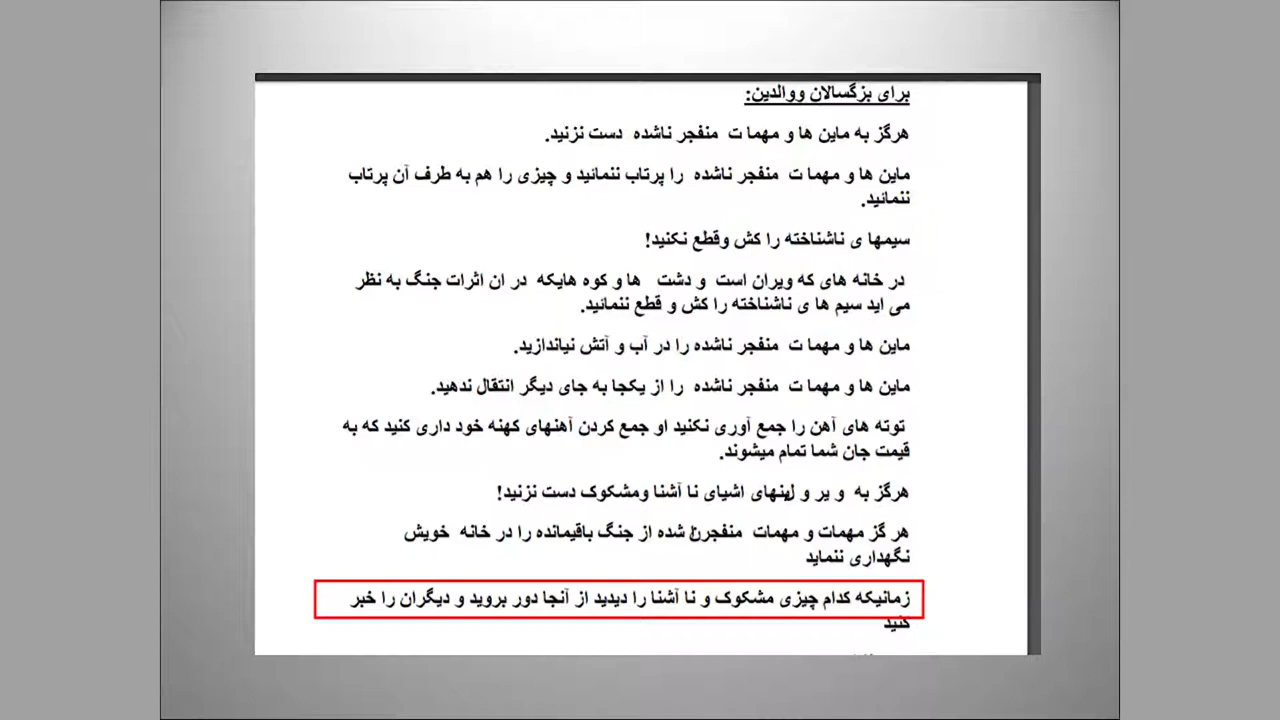 برای بزگسالان ووالدین:
هرگز به ماین ها و مهما ت منفجر ناشده دست نزنید.
ماین ها و مهما ت منفجر ناشده را پرتاب ننمائید و چیزی را هم به طرف آن پرتاب
ننمائید.
سیمها ی ناشناخته را کش وقطع نکنید!
در خانه های که ویران است و دشت ها و کوه هایکه در ان اثرات جنگ به نظر
می اید سیم ها ی ناشناخته را کش و قطع ننمائید.
ماین ها و مهما ت منفجر ناشده را در آب و آتش نیاندازید.
ماین ها و مهما ت منفجر ناشده را از یکجا به جای دیگر انتقال ندهید.
توته های آهن را جمع آوری نکنید او جمع کردن آهنهای کهنه خود داری کنید که به
قیمت جان شما تمام میشوند.
هرگز به و یر و اشیای نا آشنا ومشکوک دست نزنید!
هر گز مهمات و مهمات شده از جنگ باقیمانده را در خانه خویش
نگهداری ننماید
زمانیکه کدام چیزی مشکوک و نا آشنا را دیدید از آنجا دور بروید و دیگران را خبر
کنید